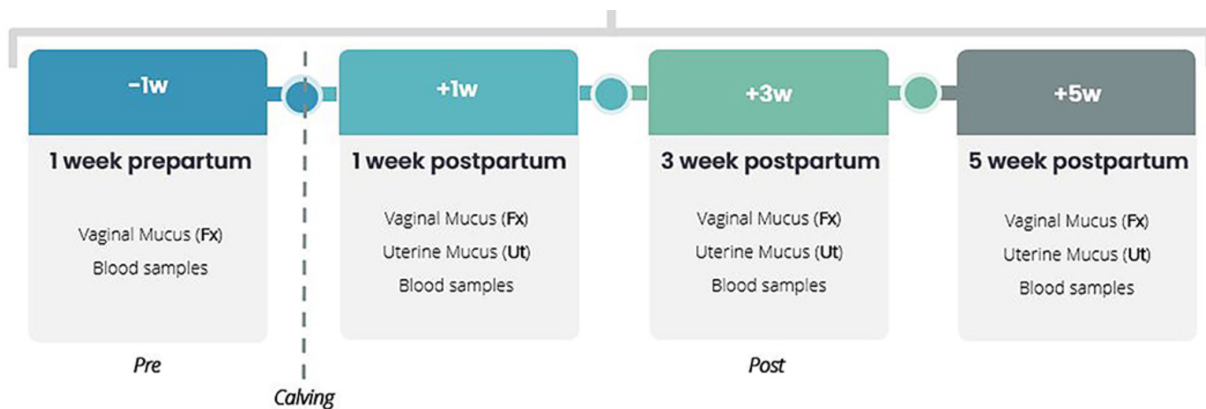 −1w
1 week prepartum
Vaginal Mucus (Fx)
Blood samples
Pre
Calving
+1w
1 week postpartum
Vaginal Mucus (Fx)
Uterine Mucus (Ut)
Blood samples
+3w
3 week postpartum
Vaginal Mucus (Fx)
Uterine Mucus (Ut)
Blood samples
Post
+5w
5 week postpartum
Vaginal Mucus (Fx)
Uterine Mucus (Ut)
Blood samples